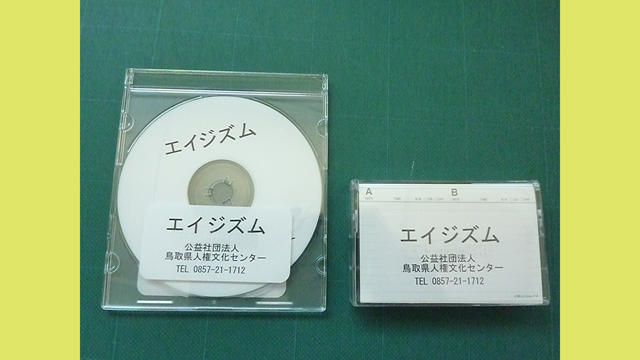 エイジズム
エイジズム
公益社団法人
鳥取県人権文化センター
TEL 0857-21-1712
A B
エイジズム
公益社団法人
鳥取県人権文化センター
TEL 0857-21-1712